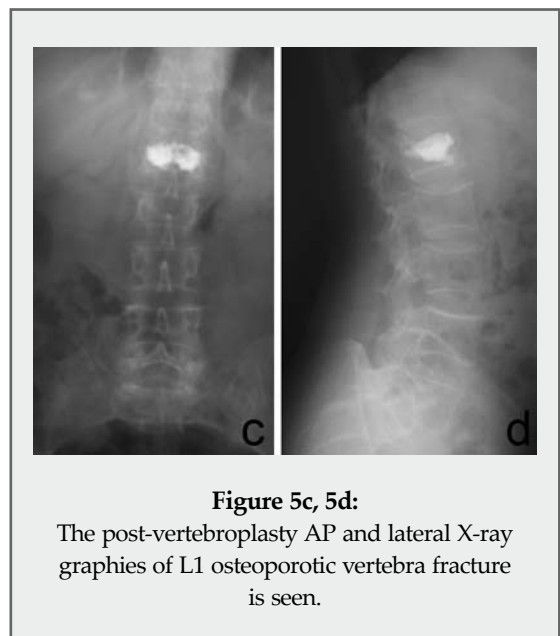 c
d
Figure 5c, 5d:
The post-vertebroplasty AP and lateral X-ray
graphies of L1 osteoporotic vertebra fracture
is seen.